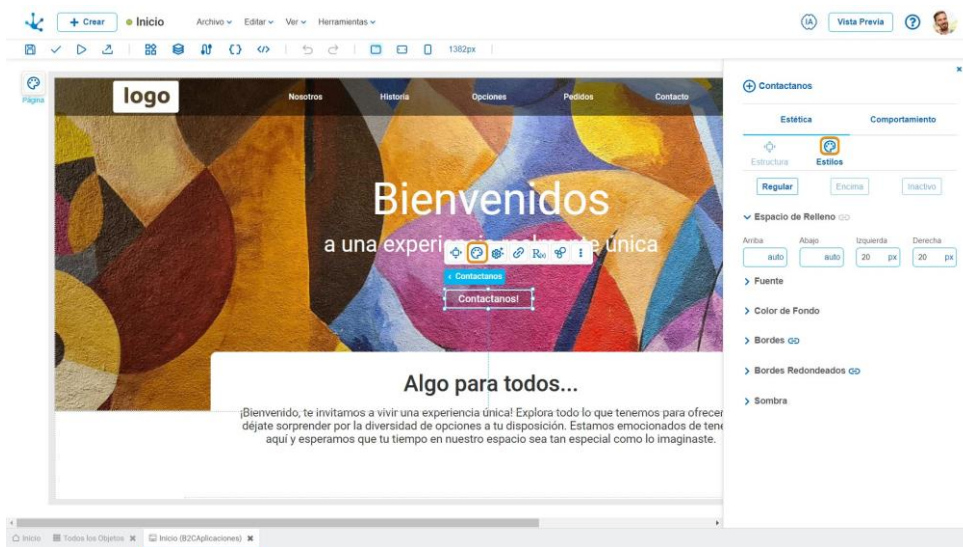 + Crear
Inicio
Archivo
Editar
Ver
Herramientas
IA
Vista Previa
?
1382px
Página
logo
Nosotros
Historia
Opciones
Pedidos
Contacto
Bienvenidos
a una experiencia única
Contactanos
Contactanos!
Algo para todos...
¡Bienvenido, te invitamos a vivir una experiencia única! Explora todo lo que tenemos para ofrecer
déjate sorprender por la diversidad de opciones a tu disposición. Estamos emocionados de tene
aquí y esperamos que tu tiempo en nuestro espacio sea tan especial como lo imaginaste.
Contactanos
Estética
Comportamiento
Estructura
Estilos
Regular
Encima
Inactivo
Espacio de Relleno
Arriba
Abajo
Izquierda
Derecha
auto
auto
20 px
20 px
Fuente
Color de Fondo
Bordes
Bordes Redondeados
Sombra
Inicio
Todos los Objetos
Inicio (B2CAplicaciones)